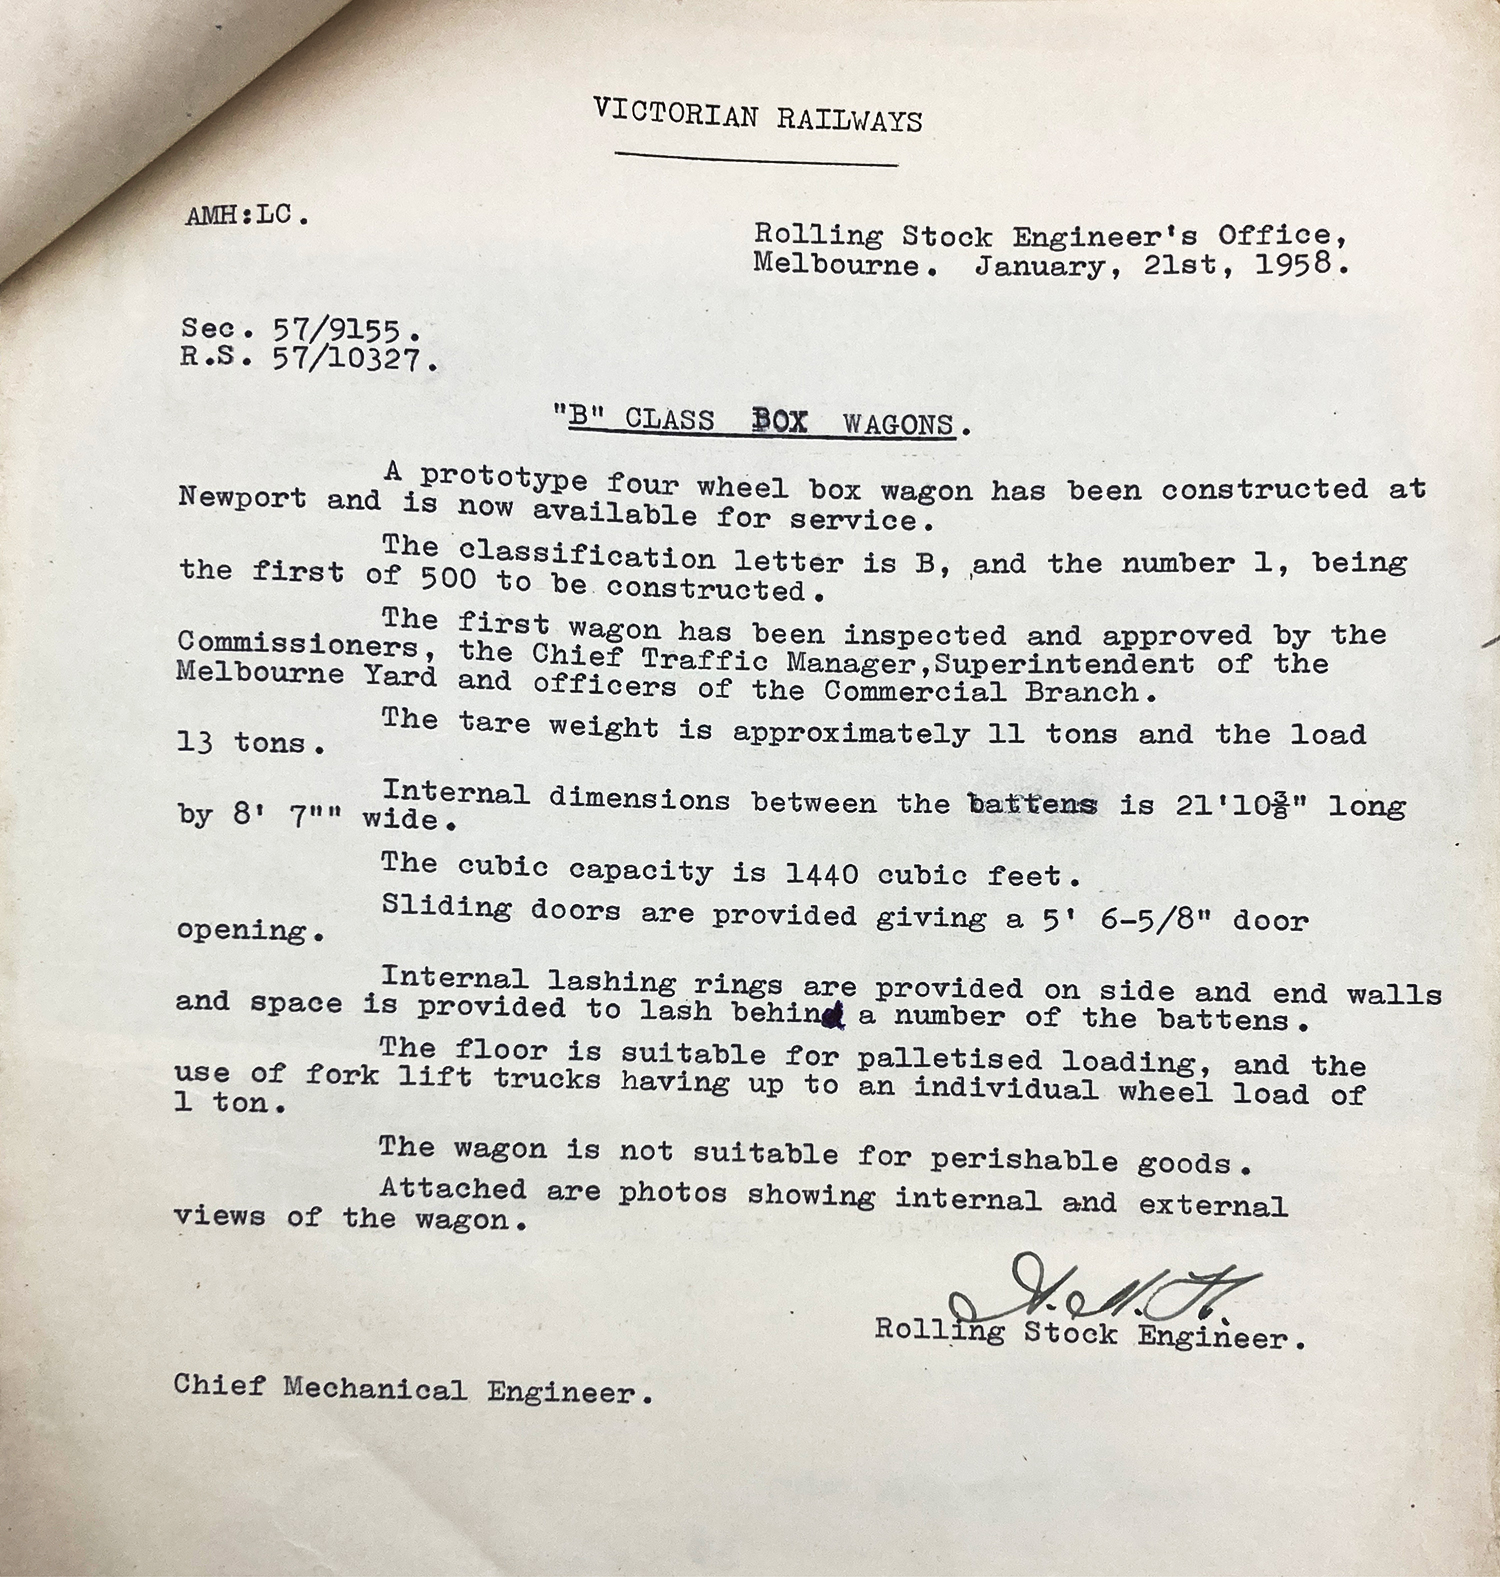 VICTORIAN RAILWAYS
AMH:LC.
Rolling Stock Engineer's Office,
Melbourne. January, 21st, 1958.
Sec. 57/9155.
R.S. 57/10327.
"B" CLASS BOX WAGONS.
A prototype four wheel box wagon has been constructed at
Newport and is now available for service.
The classification letter is B, and the number 1, being
the first of 500 to be constructed.
The first wagon has been inspected and approved by the
Commissioners, the Chief Traffic Manager,Superintendent of the
Melbourne Yard and officers of the Commercial Branch.
The tare weight is approximately 11 tons and the load
13 tons.
Internal dimensions between the battens is 21'10⅜" long
by 8' 7"" wide.
The cubic capacity is 1440 cubic feet.
Sliding doors are provided giving a 5' 6-5/8" door
opening.
Internal lashing rings are provided on side and end walls
and space is provided to lash behind a number of the battens.
The floor is suitable for palletised loading, and the
use of fork lift trucks having up to an individual wheel load of
1 ton.
The wagon is not suitable for perishable goods.
Attached are photos showing internal and external
views of the wagon.
Rolling Stock Engineer.
Chief Mechanical Engineer.